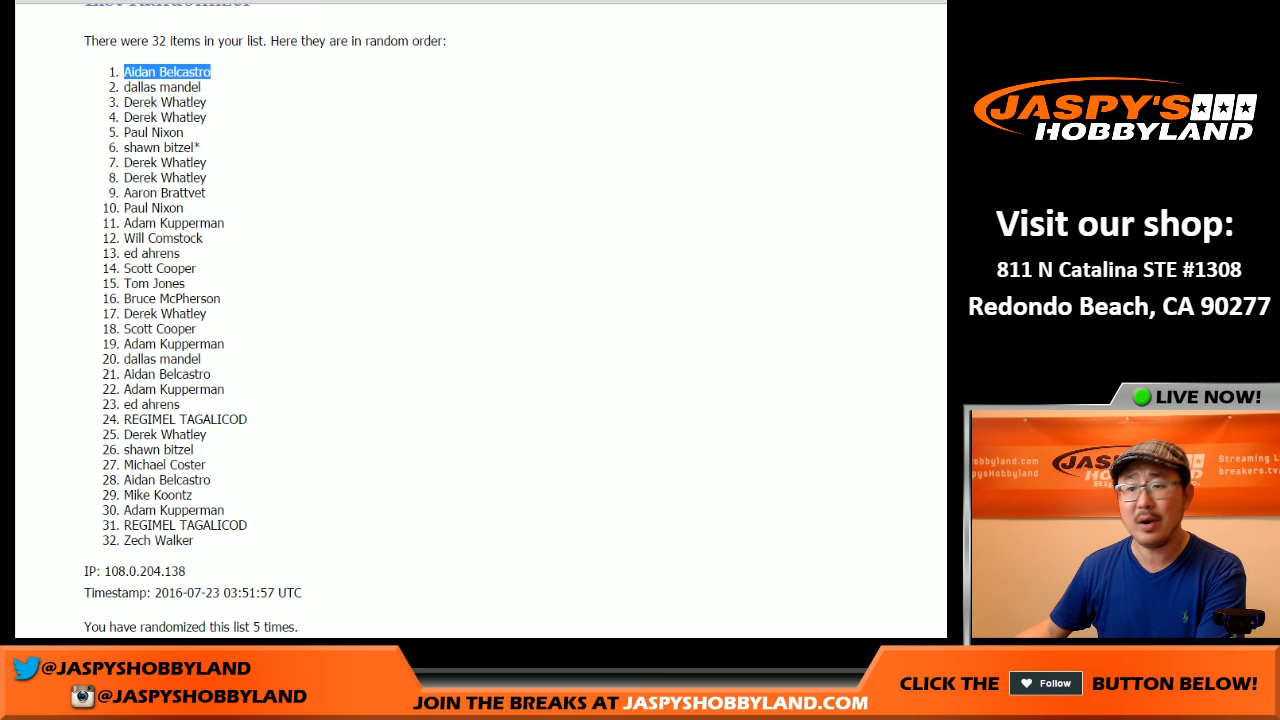 List Randomizer
There were 32 items in your list. Here they are in random order:
1. Aidan Belcastro
2. dallas mandel
3. Derek Whatley
4. Derek Whatley
5. Paul Nixon
6. shawn bitzel*
7. Derek Whatley
8. Derek Whatley
9. Aaron Brattvet
10. Paul Nixon
11. Adam Kupperman
12. Will Comstock
13. ed ahrens
14. Scott Cooper
15. Tom Jones
16. Bruce McPherson
17. Derek Whatley
18. Scott Cooper
19. Adam Kupperman
20. dallas mandel
21. Aidan Belcastro
22. Adam Kupperman
23. ed ahrens
24. REGIMEL TAGALICOD
25. Derek Whatley
26. shawn bitzel
27. Michael Coster
28. Aidan Belcastro
29. Mike Koontz
30. Adam Kupperman
31. REGIMEL TAGALICOD
32. Zech Walker
IP: 108.0.204.138
Timestamp: 2016-07-23 03:51:57 UTC
You have randomized this list 5 times.
JASPY'S
HOBBYLAND
Visit our shop:
811 N Catalina STE #1308
Redondo Beach, CA 90277
LIVE NOW!
Streaming
breakers.tv
@JASPYSHOBBYLAND
@JASPYSHOBBYLAND
JOIN THE BREAKS AT JASPYSHOBBYLAND.COM
CLICK THE Follow BUTTON BELOW!